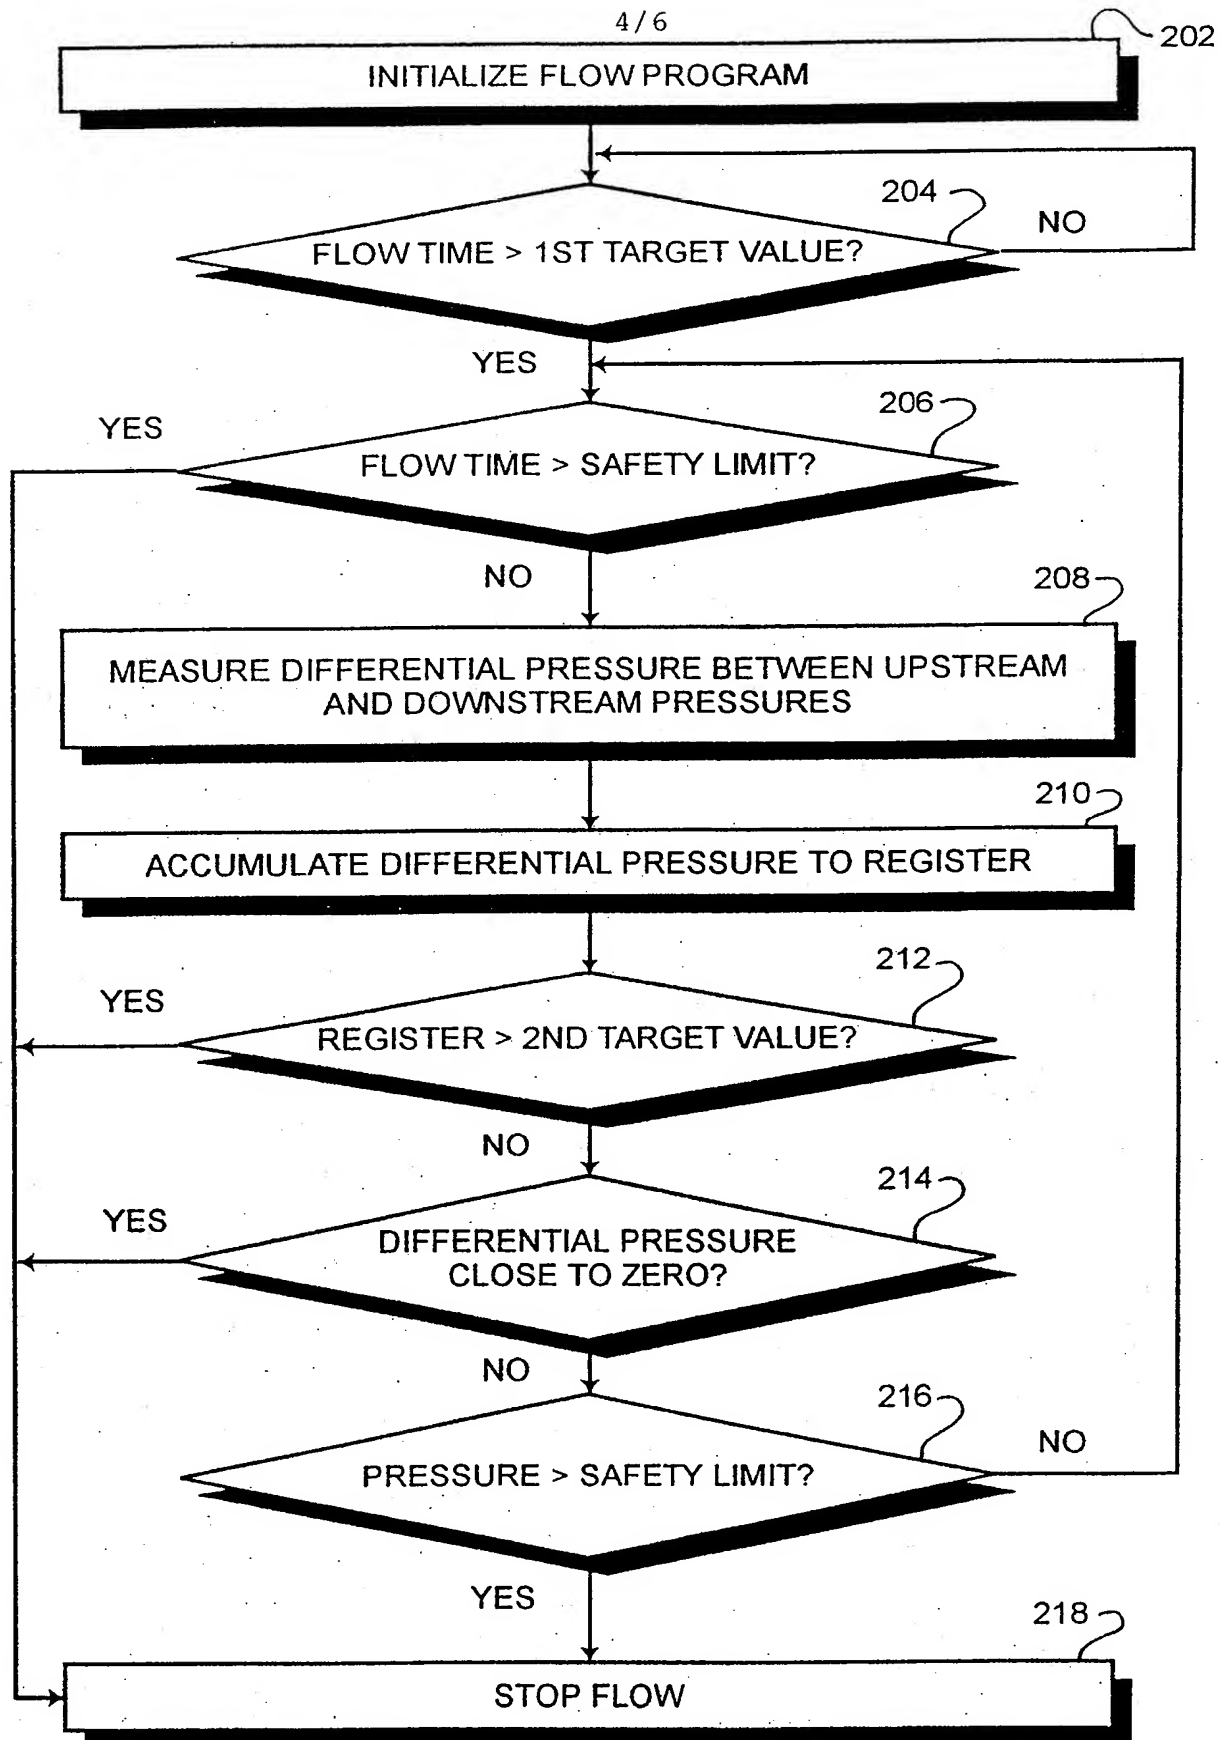 4/6
202
INITIALIZE FLOW PROGRAM
204
NO
FLOW TIME > 1ST TARGET VALUE?
YES
206
YES
FLOW TIME > SAFETY LIMIT?
NO
208
MEASURE DIFFERENTIAL PRESSURE BETWEEN UPSTREAM
AND DOWNSTREAM PRESSURES
210
ACCUMULATE DIFFERENTIAL PRESSURE TO REGISTER
212
YES
REGISTER > 2ND TARGET VALUE?
NO
214
YES
DIFFERENTIAL PRESSURE
CLOSE TO ZERO?
NO
216
NO
PRESSURE > SAFETY LIMIT?
YES
218
STOP FLOW